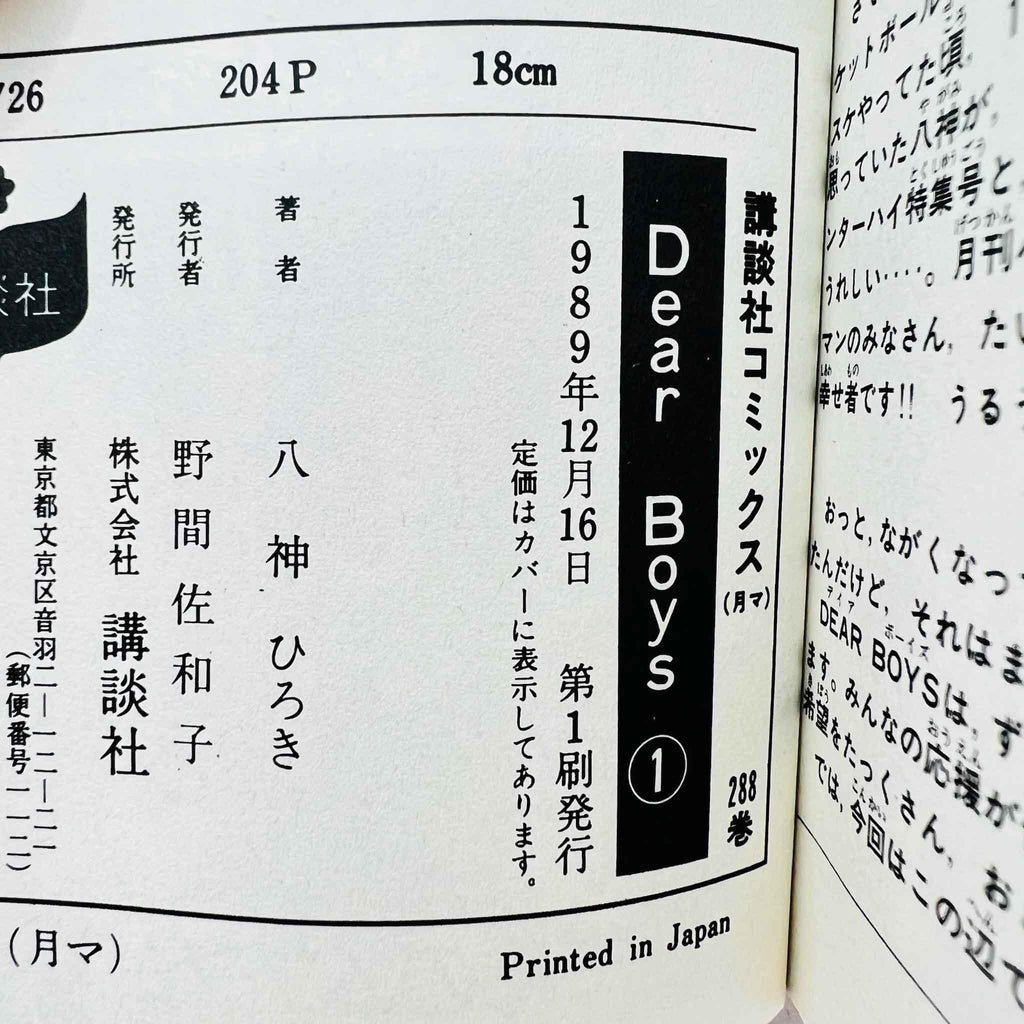 /26 204P 18cm
講談社コミックス(月マ) 288巻
Dear Boys ①
1989年12月16日 第1刷発行
定価はカバーに表示してあります。
著者 八神ひろき
発行者 野間佐和子
発行所 株式会社 講談社
東京都文京区音羽二—一二—二一
(郵便番号一一二)
談社
(月マ)
Printed in Japan
ケットボール
スケやってた頃,
思っていた八神が,
ンターハイ特集号と,
うれしい‥‥。月刊
マンのみなさん, たい
幸せ者です!! うる
おっと, ながくなっ
たんだけど, それはま
DEAR BOYSは, ず
ます。みんなの応援が
希望をたっくさん, お
では, 今回はこの辺で